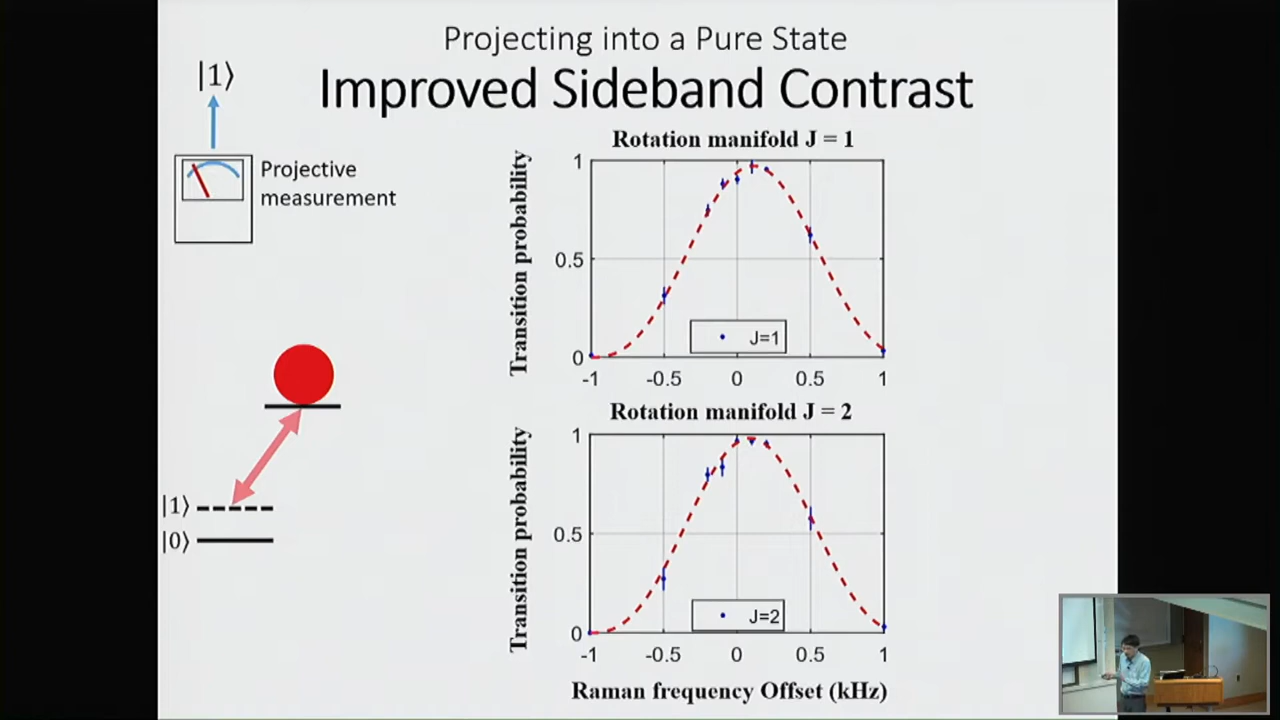 Projecting into a Pure State
Improved Sideband Contrast
|1⟩
Projective
measurement
|1⟩
|0⟩
Rotation manifold J = 1
Transition probability
1
0.5
0
J=1
-1 -0.5 0 0.5 1
Rotation manifold J = 2
Transition probability
1
0.5
0
J=2
-1 -0.5 0 0.5 1
Raman frequency Offset (kHz)